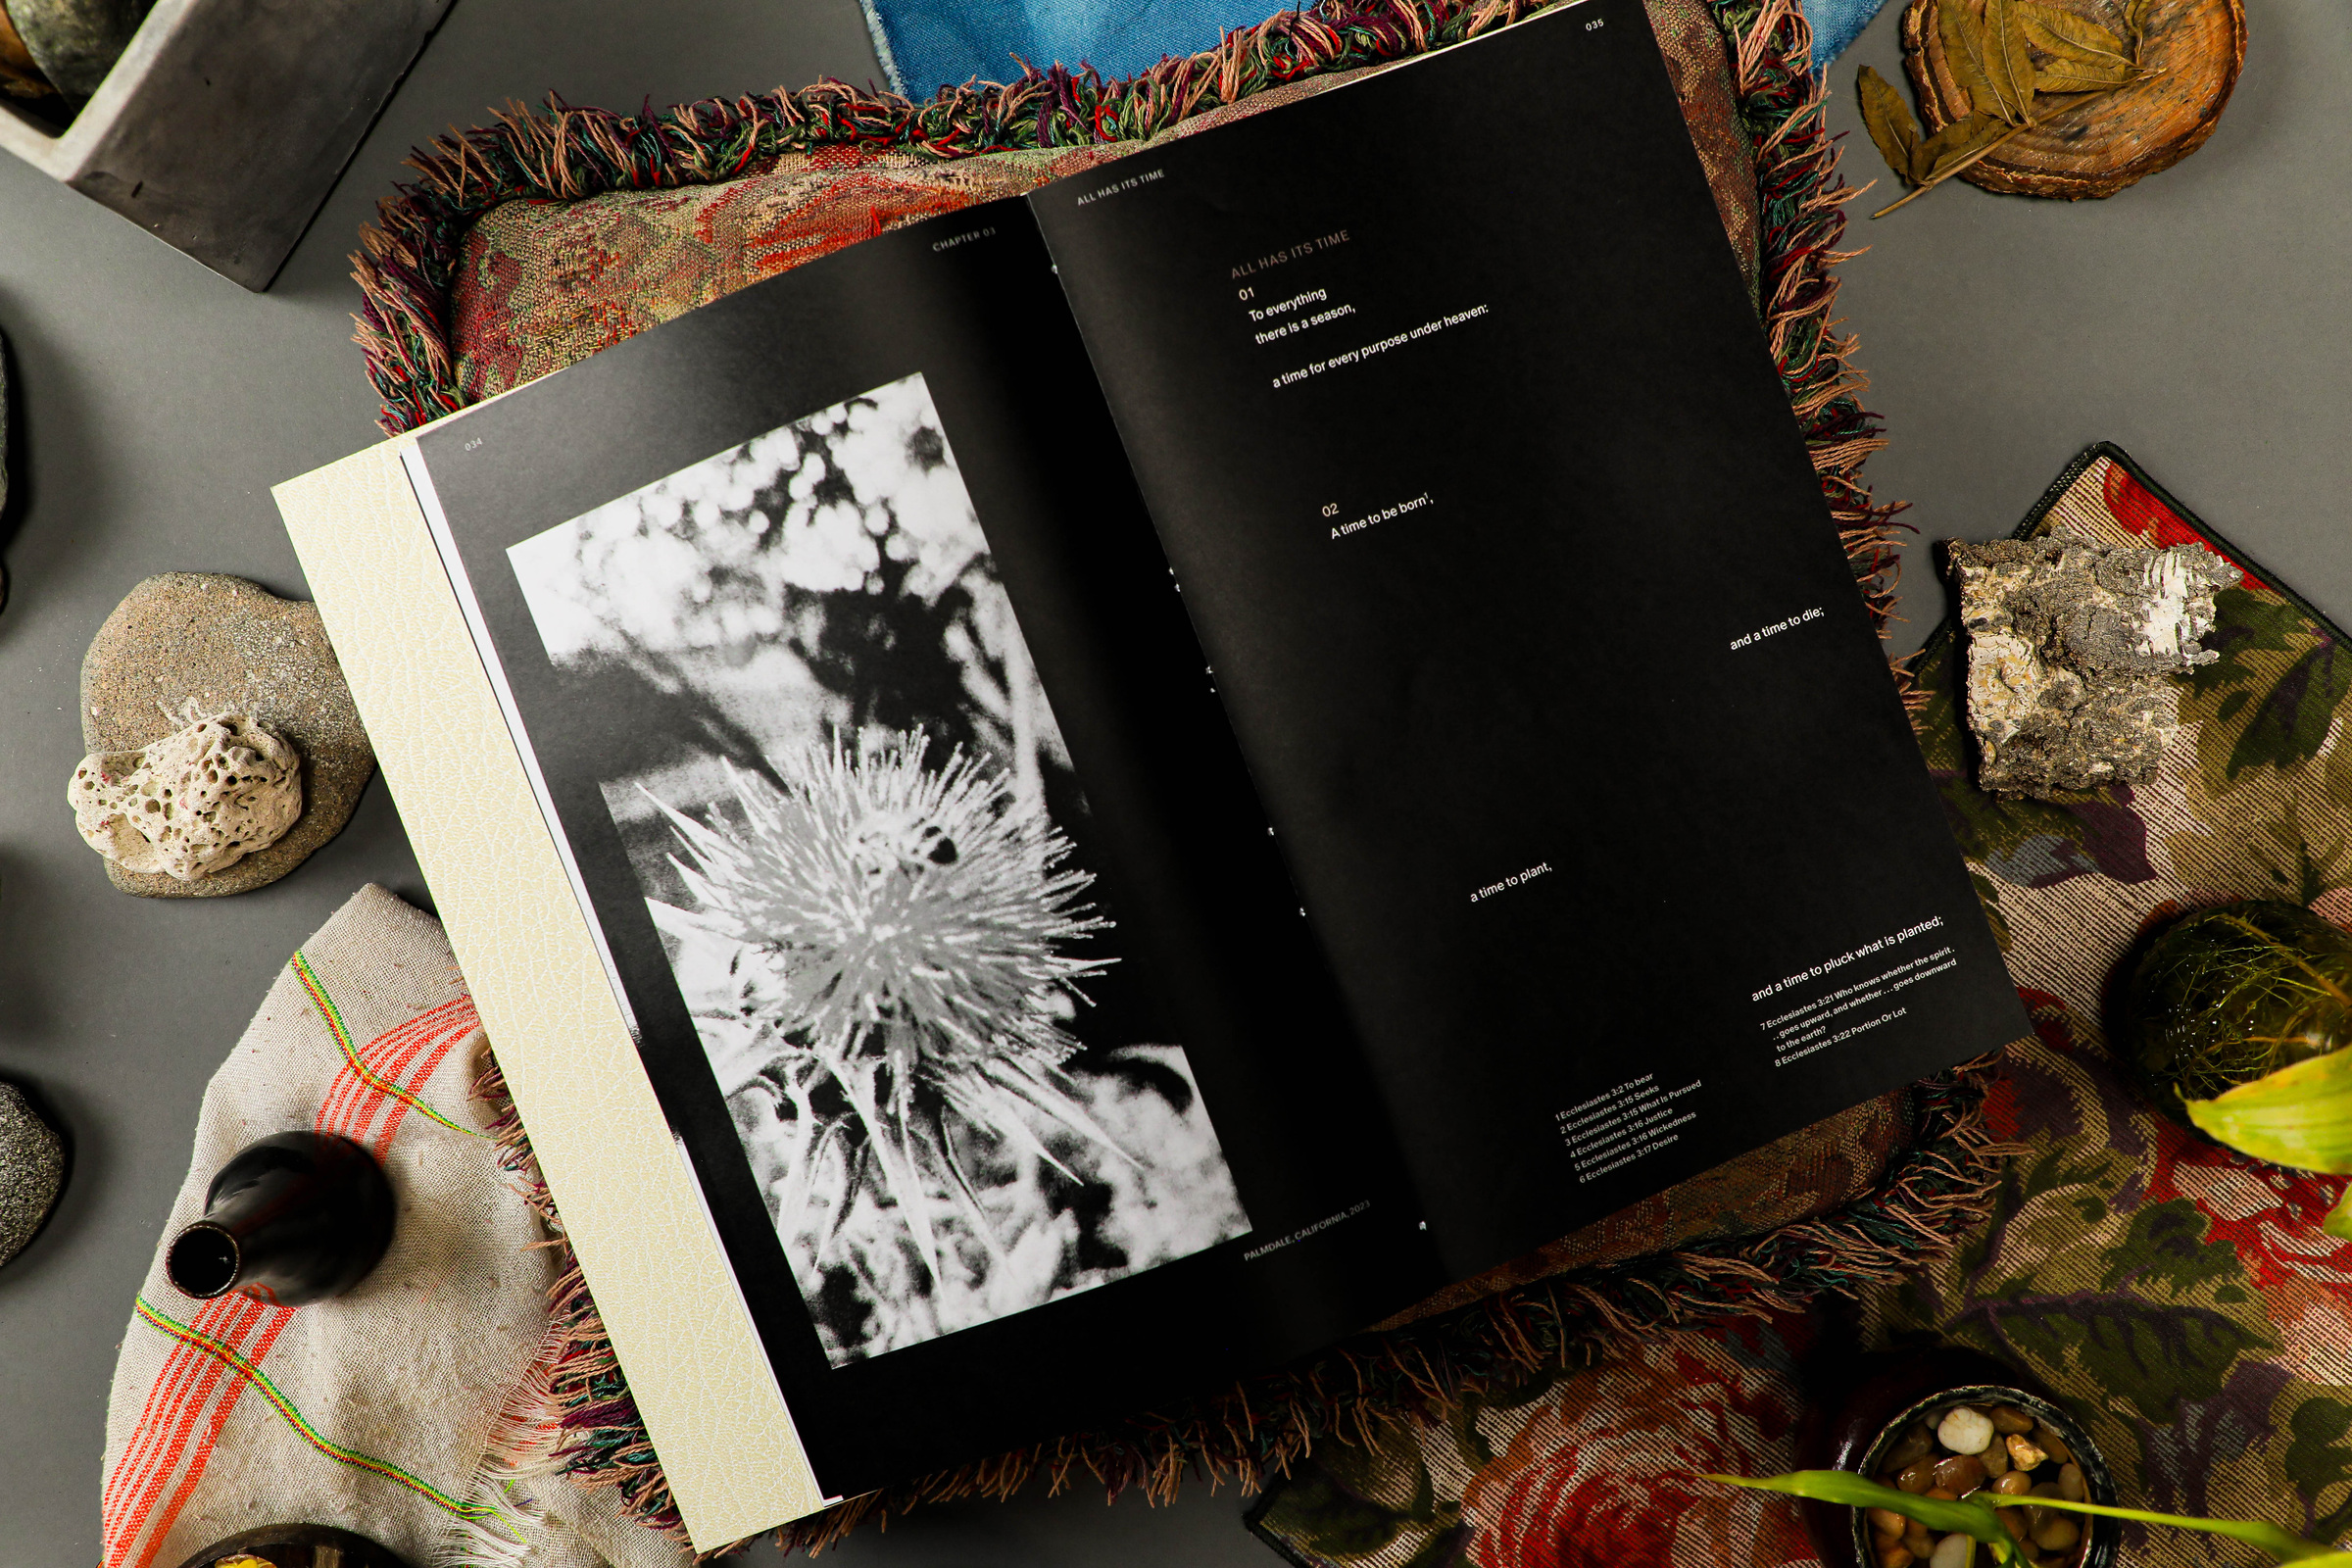 034
CHAPTER 03
PALMDALE, CALIFORNIA, 2023
ALL HAS ITS TIME
035
ALL HAS ITS TIME
01
To everything
there is a season,
a time for every purpose under heaven:
02
A time to be born¹,
and a time to die;
a time to plant,
and a time to pluck what is planted;
1 Ecclesiastes 3:2 To bear
2 Ecclesiastes 3:15 Seeks
3 Ecclesiastes 3:15 What Is Pursued
4 Ecclesiastes 3:16 Justice
5 Ecclesiastes 3:16 Wickedness
6 Ecclesiastes 3:17 Desire
7 Ecclesiastes 3:21 Who knows whether the spirit .
. . goes upward, and whether . . . goes downward
to the earth?
8 Ecclesiastes 3:22 Portion Or Lot